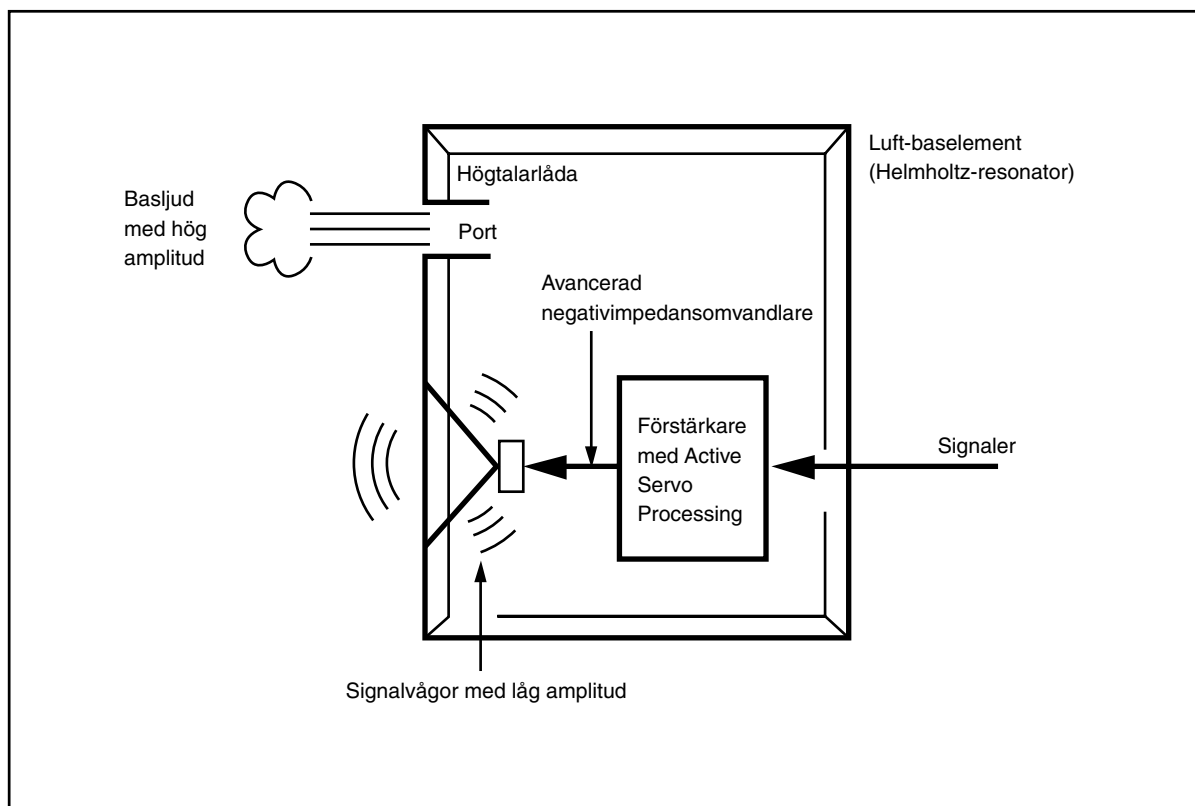 Luft-baselement
(Helmholtz-resonator)
Högtalarlåda
Basljud
med hög
amplitud
Port
Avancerad
negativimpedansomvandlare
Förstärkare
med Active
Servo
Processing
Signaler
Signalvågor med låg amplitud